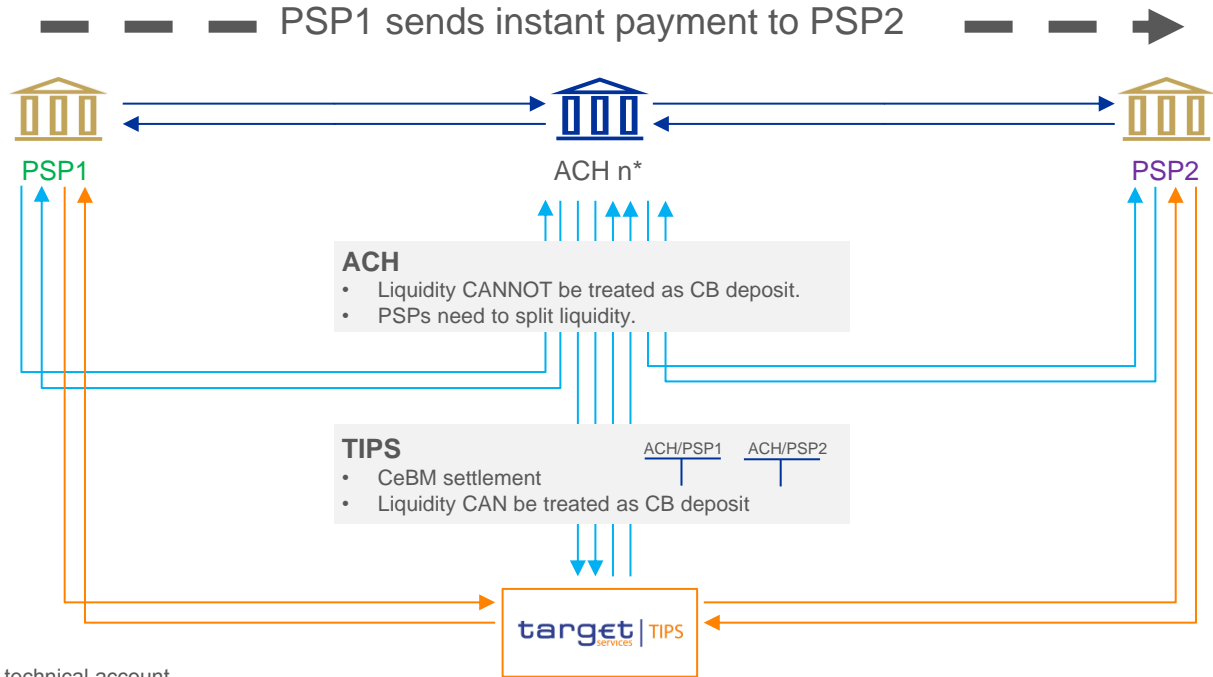 PSP1 sends instant payment to PSP2
PSP1
ACH n*
PSP2
ACH
• Liquidity CANNOT be treated as CB deposit.
• PSPs need to split liquidity.
TIPS
ACH/PSP1 ACH/PSP2
• CeBM settlement
• Liquidity CAN be treated as CB deposit
target | TIPS
services
technical account